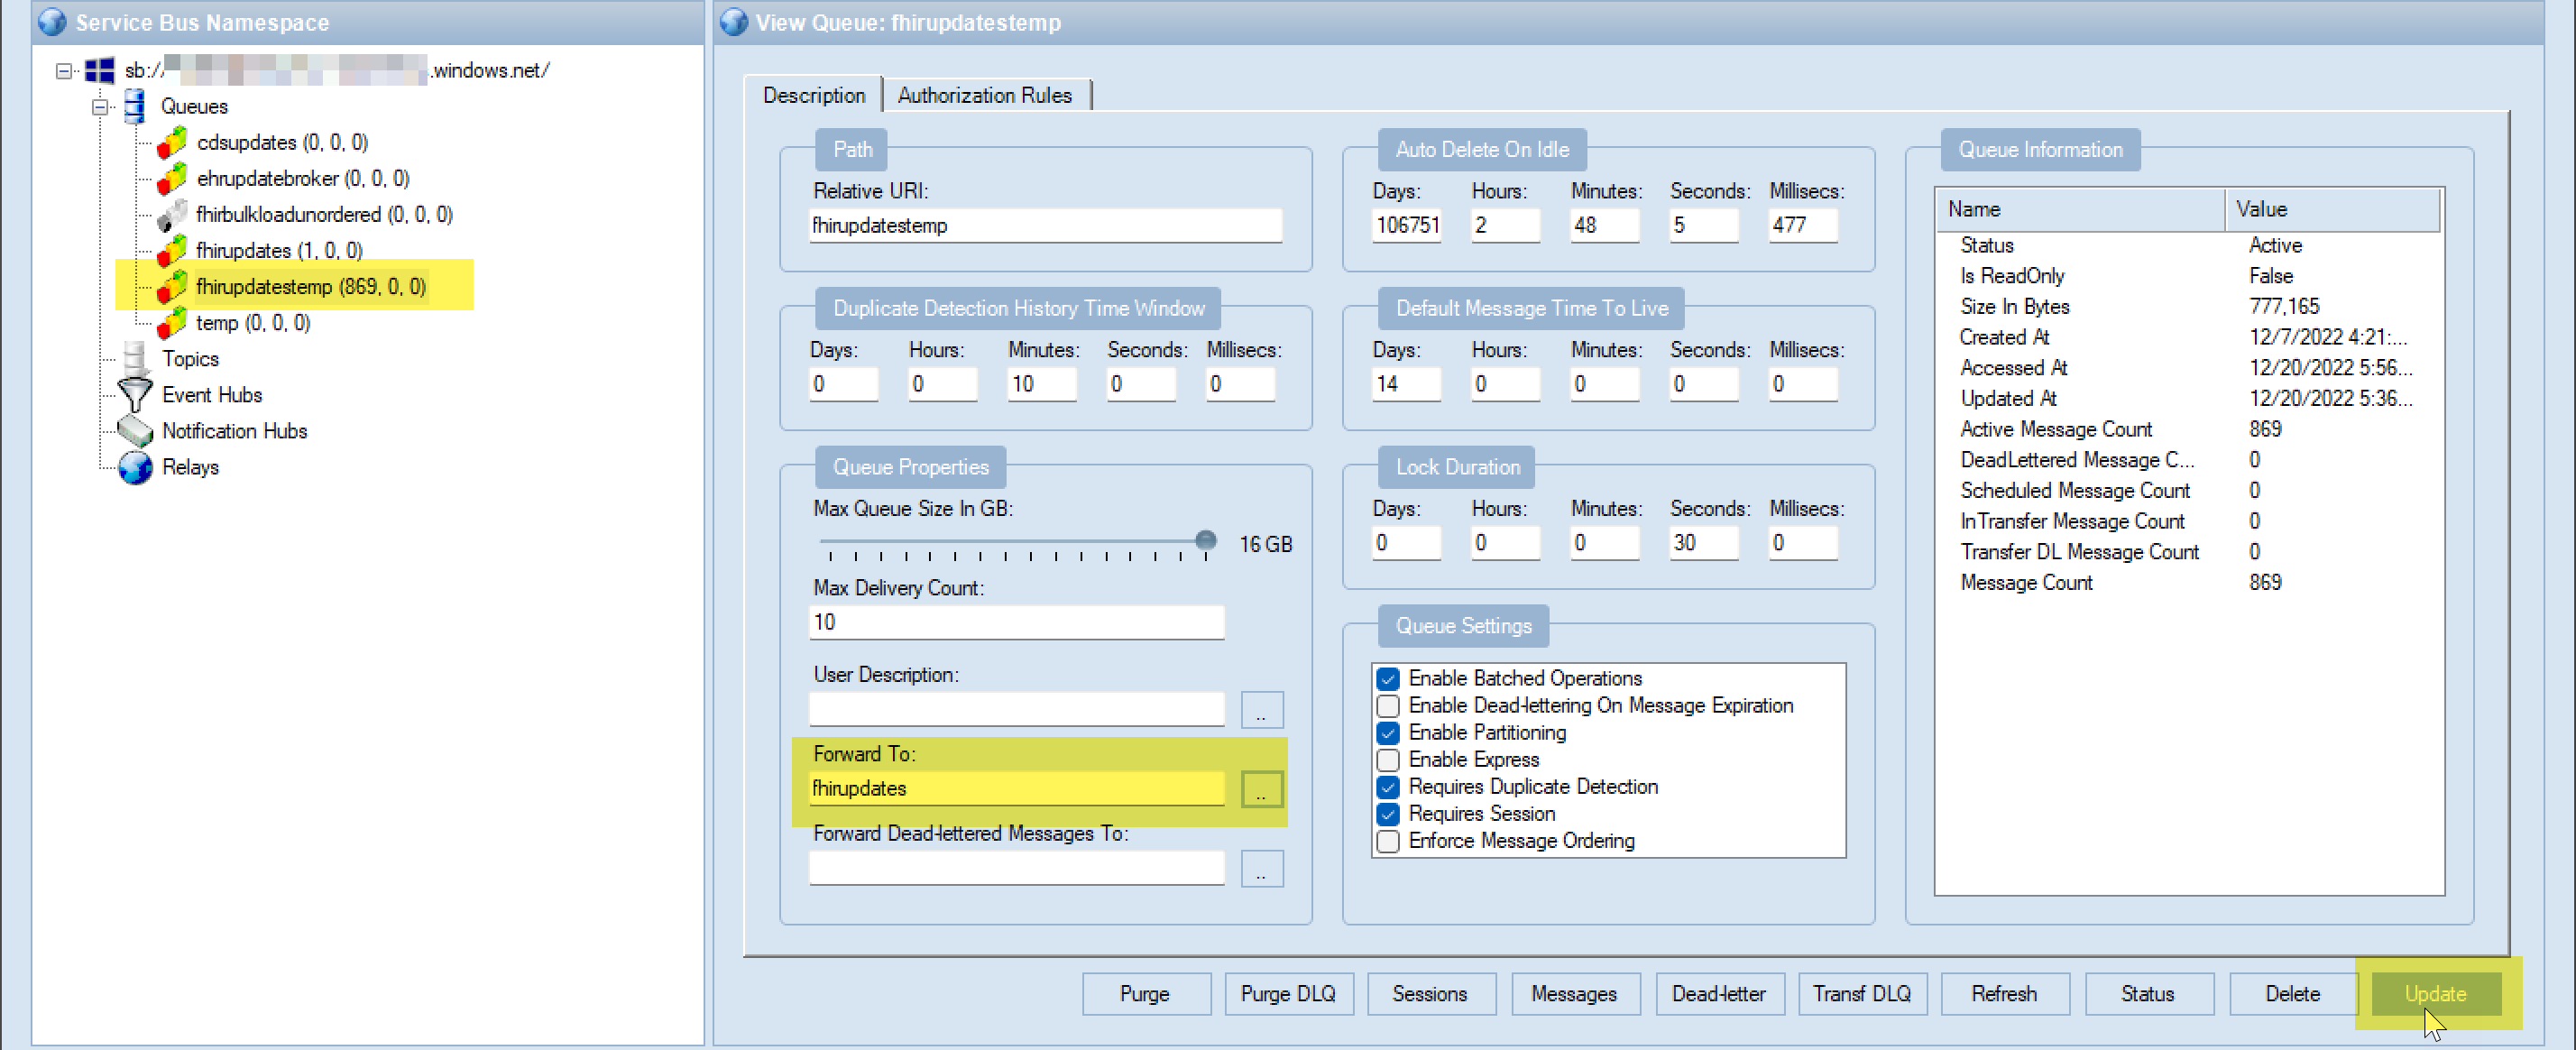 Service Bus Namespace
sb://
.windows.net/
Queues
cdsupdates (0, 0, 0)
ehrupdatebroker (0, 0, 0)
fhirbulkloadunordered (0, 0, 0)
fhirupdates (1, 0, 0)
fhirupdatestemp (869, 0, 0)
temp (0, 0, 0)
Topics
Event Hubs
Notification Hubs
Relays
View Queue: fhirupdatestemp
Description
Authorization Rules
Path
Relative URI:
fhirupdatestemp
Duplicate Detection History Time Window
Days: Hours: Minutes: Seconds: Millisecs:
0 0 10 0 0
Queue Properties
Max Queue Size In GB:
16 GB
Max Delivery Count:
10
User Description:
..
Forward To:
fhirupdates ..
Forward Dead-lettered Messages To:
..
Auto Delete On Idle
Days: Hours: Minutes: Seconds: Millisecs:
106751 2 48 5 477
Default Message Time To Live
Days: Hours: Minutes: Seconds: Millisecs:
14 0 0 0 0
Lock Duration
Days: Hours: Minutes: Seconds: Millisecs:
0 0 0 30 0
Queue Settings
Enable Batched Operations
Enable Dead-lettering On Message Expiration
Enable Partitioning
Enable Express
Requires Duplicate Detection
Requires Session
Enforce Message Ordering
Queue Information
Name Value
Status Active
Is ReadOnly False
Size In Bytes 777,165
Created At 12/7/2022 4:21:...
Accessed At 12/20/2022 5:56...
Updated At 12/20/2022 5:36...
Active Message Count 869
DeadLettered Message C... 0
Scheduled Message Count 0
InTransfer Message Count 0
Transfer DL Message Count 0
Message Count 869
Purge Purge DLQ Sessions Messages Dead-letter Transf DLQ Refresh Status Delete Update